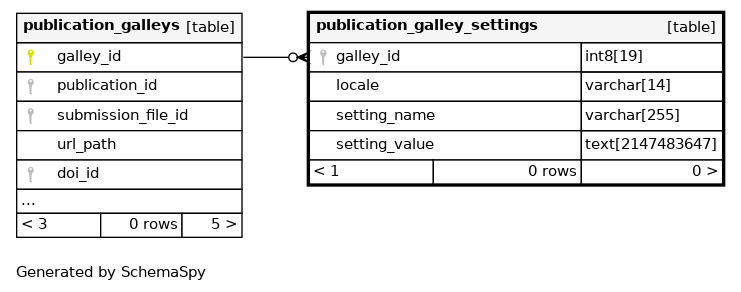 publication_galleys [table]
galley_id
publication_id
submission_file_id
url_path
doi_id
...
< 3 0 rows 5 >
publication_galley_settings [table]
galley_id int8[19]
locale varchar[14]
setting_name varchar[255]
setting_value text[2147483647]
< 1 0 rows 0 >
Generated by SchemaSpy